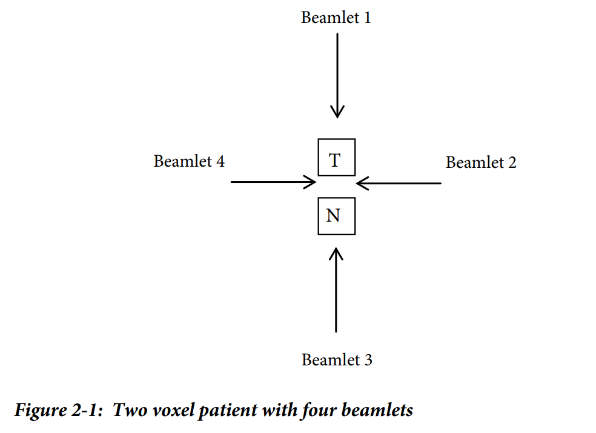 Beamlet 1
T
Beamlet 4
Beamlet 2
N
Beamlet 3
Figure 2-1: Two voxel patient with four beamlets